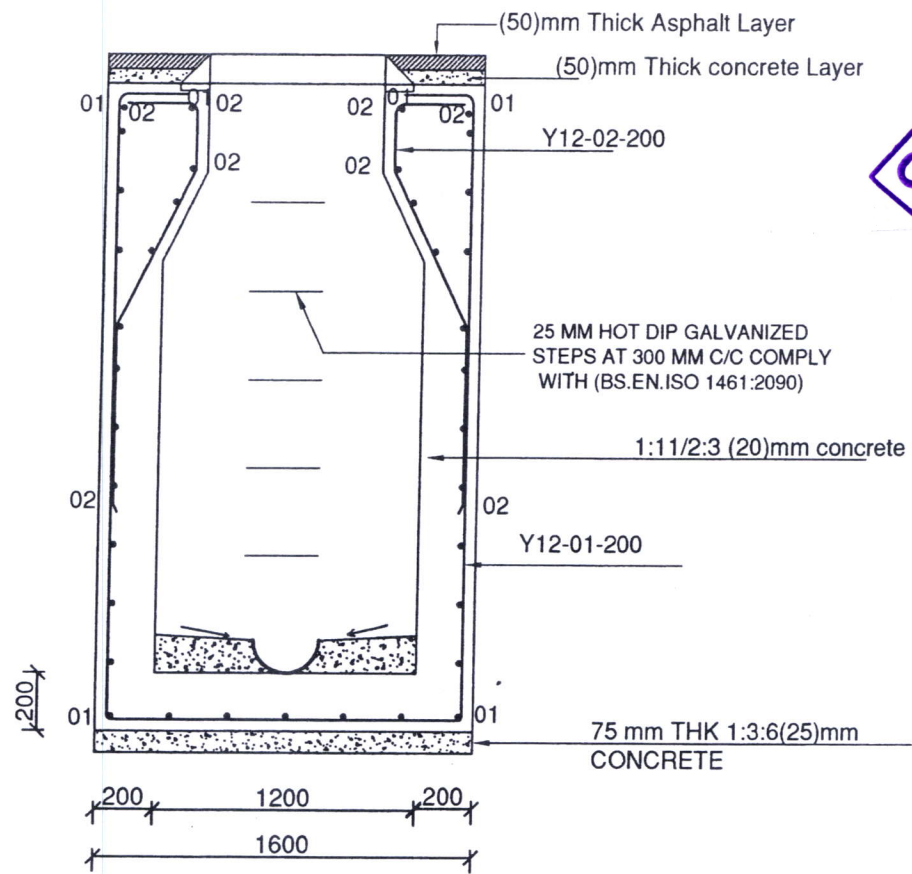 (50)mm Thick Asphalt Layer
(50)mm Thick concrete Layer
01 02 02 01
02 02
Y12-02-200
02 02
25 MM HOT DIP GALVANIZED
STEPS AT 300 MM C/C COMPLY
WITH (BS.EN.ISO 1461:2090)
1:11/2:3 (20)mm concrete
02 02
Y12-01-200
200
01 01
75 mm THK 1:3:6(25)mm
CONCRETE
200 1200 200
1600